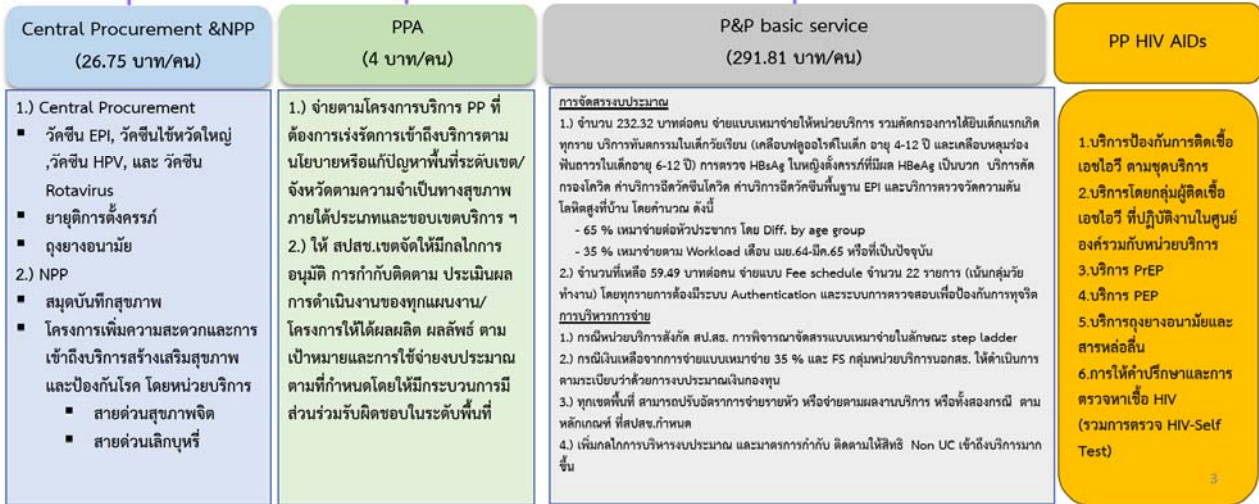 Central Procurement &NPP
(26.75 บาท/คน)
1.) Central Procurement
▪ วัคซีน EPI, วัคซีนไข้หวัดใหญ่
,วัคซีน HPV, และ วัคซีน
Rotavirus
▪ ยายุติการตั้งครรภ์
▪ ถุงยางอนามัย
2.) NPP
▪ สมุดบันทึกสุขภาพ
▪ โครงการเพิ่มความสะดวกและการ
เข้าถึงบริการสร้างเสริมสุขภาพ
และป้องกันโรค โดยหน่วยบริการ
▪ สายด่วนสุขภาพจิต
▪ สายด่วนเลิกบุหรี่
PPA
(4 บาท/คน)
1.) จ่ายตามโครงการบริการ PP ที่
ต้องการเร่งรัดการเข้าถึงบริการตาม
นโยบายหรือแก้ปัญหาพื้นที่ระดับเขต/
จังหวัดตามความจำเป็นทางสุขภาพ
ภายใต้ประเภทและขอบเขตบริการ ฯ
2.) ให้ สปสช.เขตจัดให้มีกลไกการ
อนุมัติ การกำกับติดตาม ประเมินผล
การดำเนินงานของทุกแผนงาน/
โครงการให้ได้ผลผลิต ผลลัพธ์ ตาม
เป้าหมายและการใช้จ่ายงบประมาณ
ตามที่กำหนดโดยให้มีกระบวนการมี
ส่วนร่วมรับผิดชอบในระดับพื้นที่
P&P basic service
(291.81 บาท/คน)
การจัดสรรงบประมาณ
1.) จำนวน 232.32 บาทต่อคน จ่ายแบบเหมาจ่ายให้หน่วยบริการ รวมคัดกรองการได้ยินเด็กแรกเกิด
ทุกราย บริการทันตกรรมในเด็กวัยเรียน (เคลือบฟลูออไรด์ในเด็ก อายุ 4-12 ปี และเคลือบหลุมร่อง
ฟันถาวรในเด็กอายุ 6-12 ปี) การตรวจ HBsAg ในหญิงตั้งครรภ์ที่มีผล HBeAg เป็นบวก บริการคัด
กรองโควิด ค่าบริการฉีดวัคซีนโควิด ค่าบริการฉีดวัคซีนพื้นฐาน EPI และบริการตรวจวัดความดัน
โลหิตสูงที่บ้าน โดยคำนวณ ดังนี้
- 65 % เหมาจ่ายต่อหัวประชากร โดย Diff. by age group
- 35 % เหมาจ่ายตาม Workload เดือน เมย.64-มีค.65 หรือที่เป็นปัจจุบัน
2.) จำนวนที่เหลือ 59.49 บาทต่อคน จ่ายแบบ Fee schedule จำนวน 22 รายการ (เน้นกลุ่มวัย
ทำงาน) โดยทุกรายการต้องมีระบบ Authentication และระบบการตรวจสอบเพื่อป้องกันการทุจริต
การบริหารการจ่าย
1.) กรณีหน่วยบริการสังกัด สป.สธ. การพิจารณาจัดสรรแบบเหมาจ่ายในลักษณะ step ladder
2.) กรณีเงินเหลือจากการจ่ายแบบเหมาจ่าย 35 % และ FS กลุ่มหน่วยบริการนอกสธ. ให้ดำเนินการ
ตามระเบียบว่าด้วยการงบประมาณเงินกองทุน
3.) ทุกเขตพื้นที่ สามารถปรับอัตราการจ่ายรายหัว หรือจ่ายตามผลงานบริการ หรือทั้งสองกรณี ตาม
หลักเกณฑ์ ที่สปสช.กำหนด
4.) เพิ่มกลไกการบริหารงบประมาณ และมาตรการกำกับ ติดตามให้สิทธิ Non UC เข้าถึงบริการมาก
ขึ้น
PP HIV AIDs
1.บริการป้องกันการติดเชื้อ
เอชไอวี ตามชุดบริการ
2.บริการโดยกลุ่มผู้ติดเชื้อ
เอชไอวี ที่ปฏิบัติงานในศูนย์
องค์รวมกับหน่วยบริการ
3.บริการ PrEP
4.บริการ PEP
5.บริการถุงยางอนามัยและ
สารหล่อลื่น
6.การให้คำปรึกษาและการ
ตรวจหาเชื้อ HIV
(รวมการตรวจ HIV-Self
Test)
3